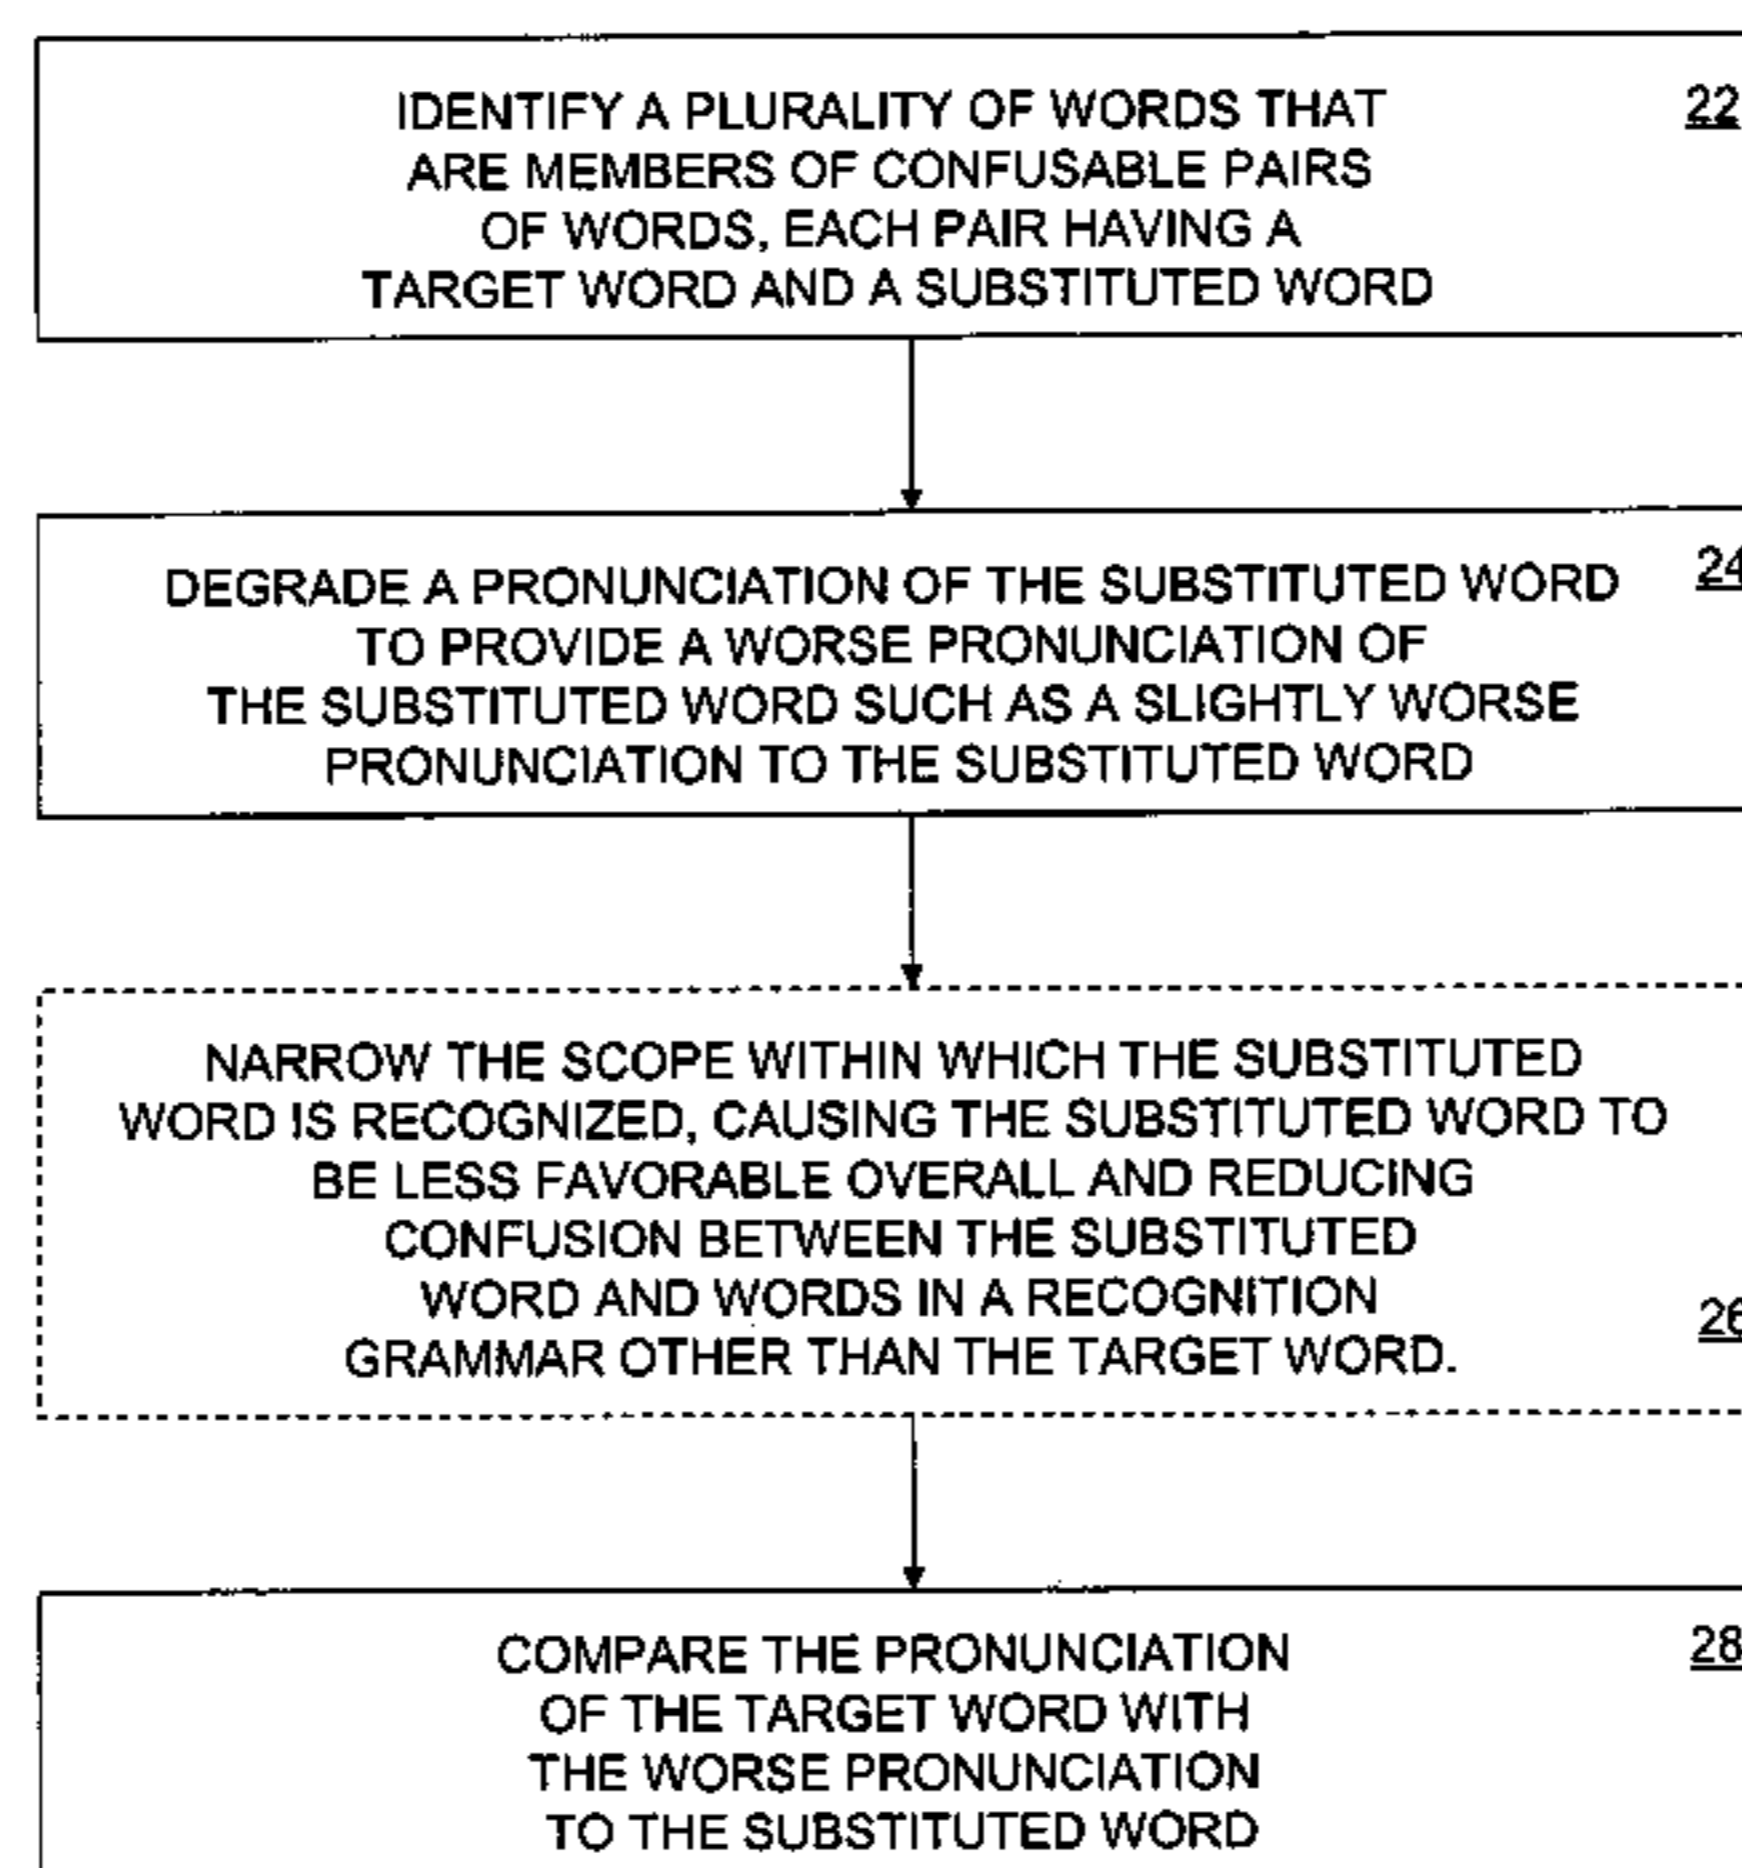 IDENTIFY A PLURALITY OF WORDS THAT
22
ARE MEMBERS OF CONFUSABLE PAIRS
OF WORDS, EACH PAIR HAVING A
TARGET WORD AND A SUBSTITUTED WORD
DEGRADE A PRONUNCIATION OF THE SUBSTITUTED WORD
24
TO PROVIDE A WORSE PRONUNCIATION OF
THE SUBSTITUTED WORD SUCH AS A SLIGHTLY WORSE
PRONUNCIATION TO THE SUBSTITUTED WORD
NARROW THE SCOPE WITHIN WHICH THE SUBSTITUTED
WORD IS RECOGNIZED, CAUSING THE SUBSTITUTED WORD TO
BE LESS FAVORABLE OVERALL AND REDUCING
CONFUSION BETWEEN THE SUBSTITUTED
WORD AND WORDS IN A RECOGNITION
26
GRAMMAR OTHER THAN THE TARGET WORD.
COMPARE THE PRONUNCIATION
28
OF THE TARGET WORD WITH
THE WORSE PRONUNCIATION
TO THE SUBSTITUTED WORD